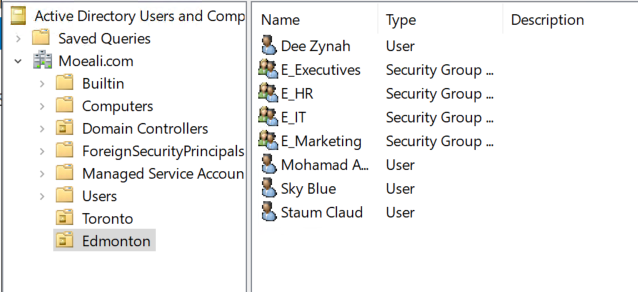 Active Directory Users and Comp
Saved Queries
Moeali.com
Builtin
Computers
Domain Controllers
ForeignSecurityPrincipals
Managed Service Accoun
Users
Toronto
Edmonton
Name Type Description
Dee Zynah User
E_Executives Security Group ...
E_HR Security Group ...
E_IT Security Group ...
E_Marketing Security Group ...
Mohamad A... User
Sky Blue User
Staum Claud User